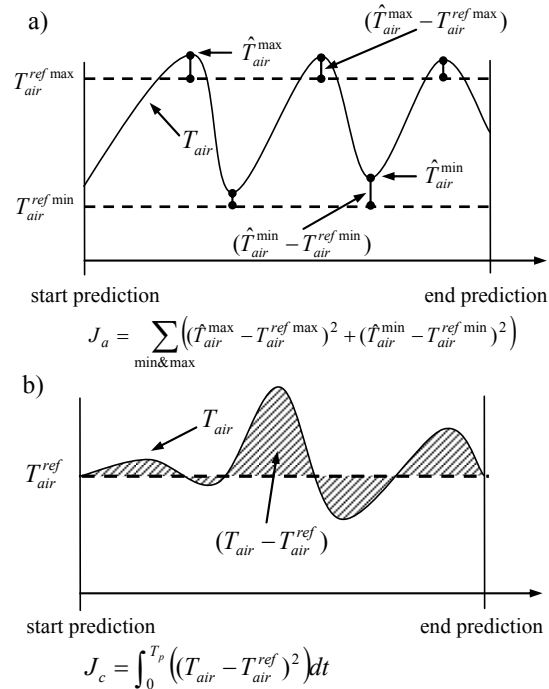 a)
T̂_air^max
(T̂_air^max − T_air^ref max)
T_air^ref max
T_air
T̂_air^min
T_air^ref min
(T̂_air^min − T_air^ref min)
start prediction
end prediction
J_a = ∑_min&max ((T̂_air^max − T_air^ref max)^2 + (T̂_air^min − T_air^ref min)^2)
b)
T_air
T_air^ref
(T_air − T_air^ref)
start prediction
end prediction
J_c = ∫_0^T_p ((T_air − T_air^ref)^2)dt